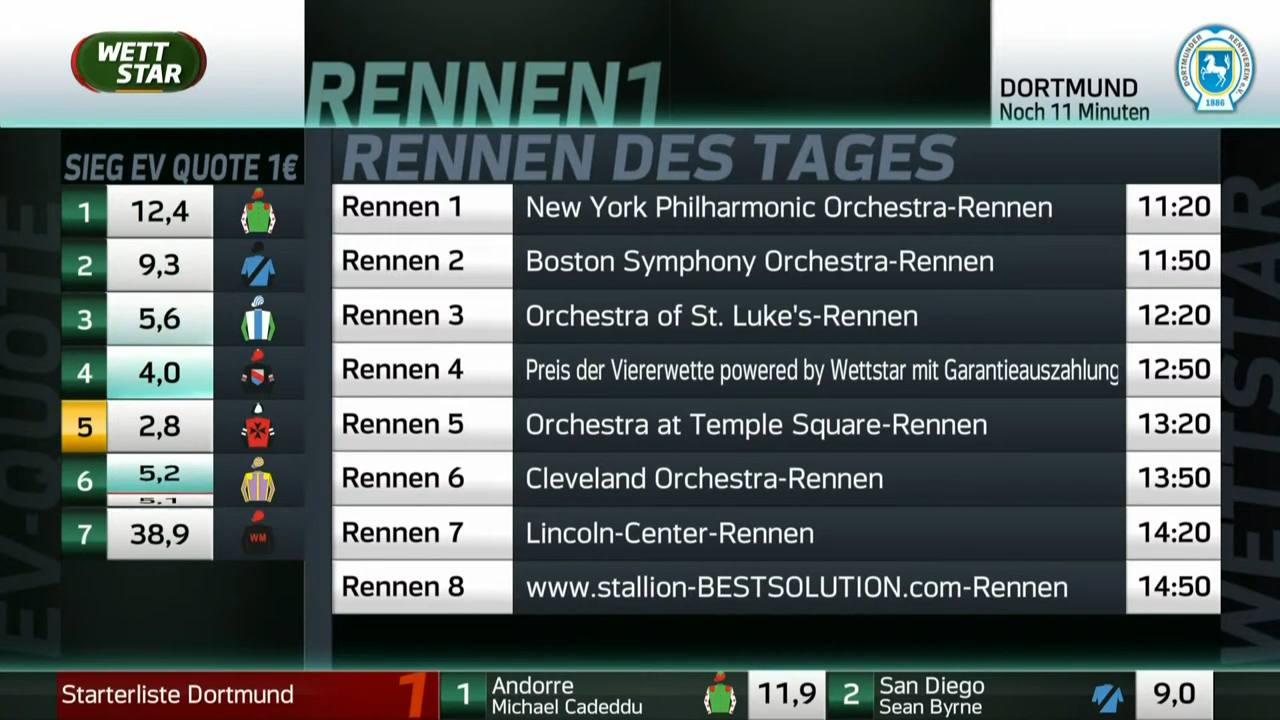 WETT
STAR
RENNEN1
DORTMUND
Noch 11 Minuten
DORTMUNDER RENNVEREIN e.V.
1886
SIEG EV QUOTE 1€
1 12,4
2 9,3
3 5,6
4 4,0
5 2,8
6 5,2
5,1
7 38,9 WM
RENNEN DES TAGES
Rennen 1 New York Philharmonic Orchestra-Rennen 11:20
Rennen 2 Boston Symphony Orchestra-Rennen 11:50
Rennen 3 Orchestra of St. Luke's-Rennen 12:20
Rennen 4 Preis der Viererwette powered by Wettstar mit Garantieauszahlung 12:50
Rennen 5 Orchestra at Temple Square-Rennen 13:20
Rennen 6 Cleveland Orchestra-Rennen 13:50
Rennen 7 Lincoln-Center-Rennen 14:20
Rennen 8 www.stallion-BESTSOLUTION.com-Rennen 14:50
EV-QUOTE
WETTSTAR
Starterliste Dortmund 1
1 Andorre 11,9
Michael Cadeddu
2 San Diego 9,0
Sean Byrne